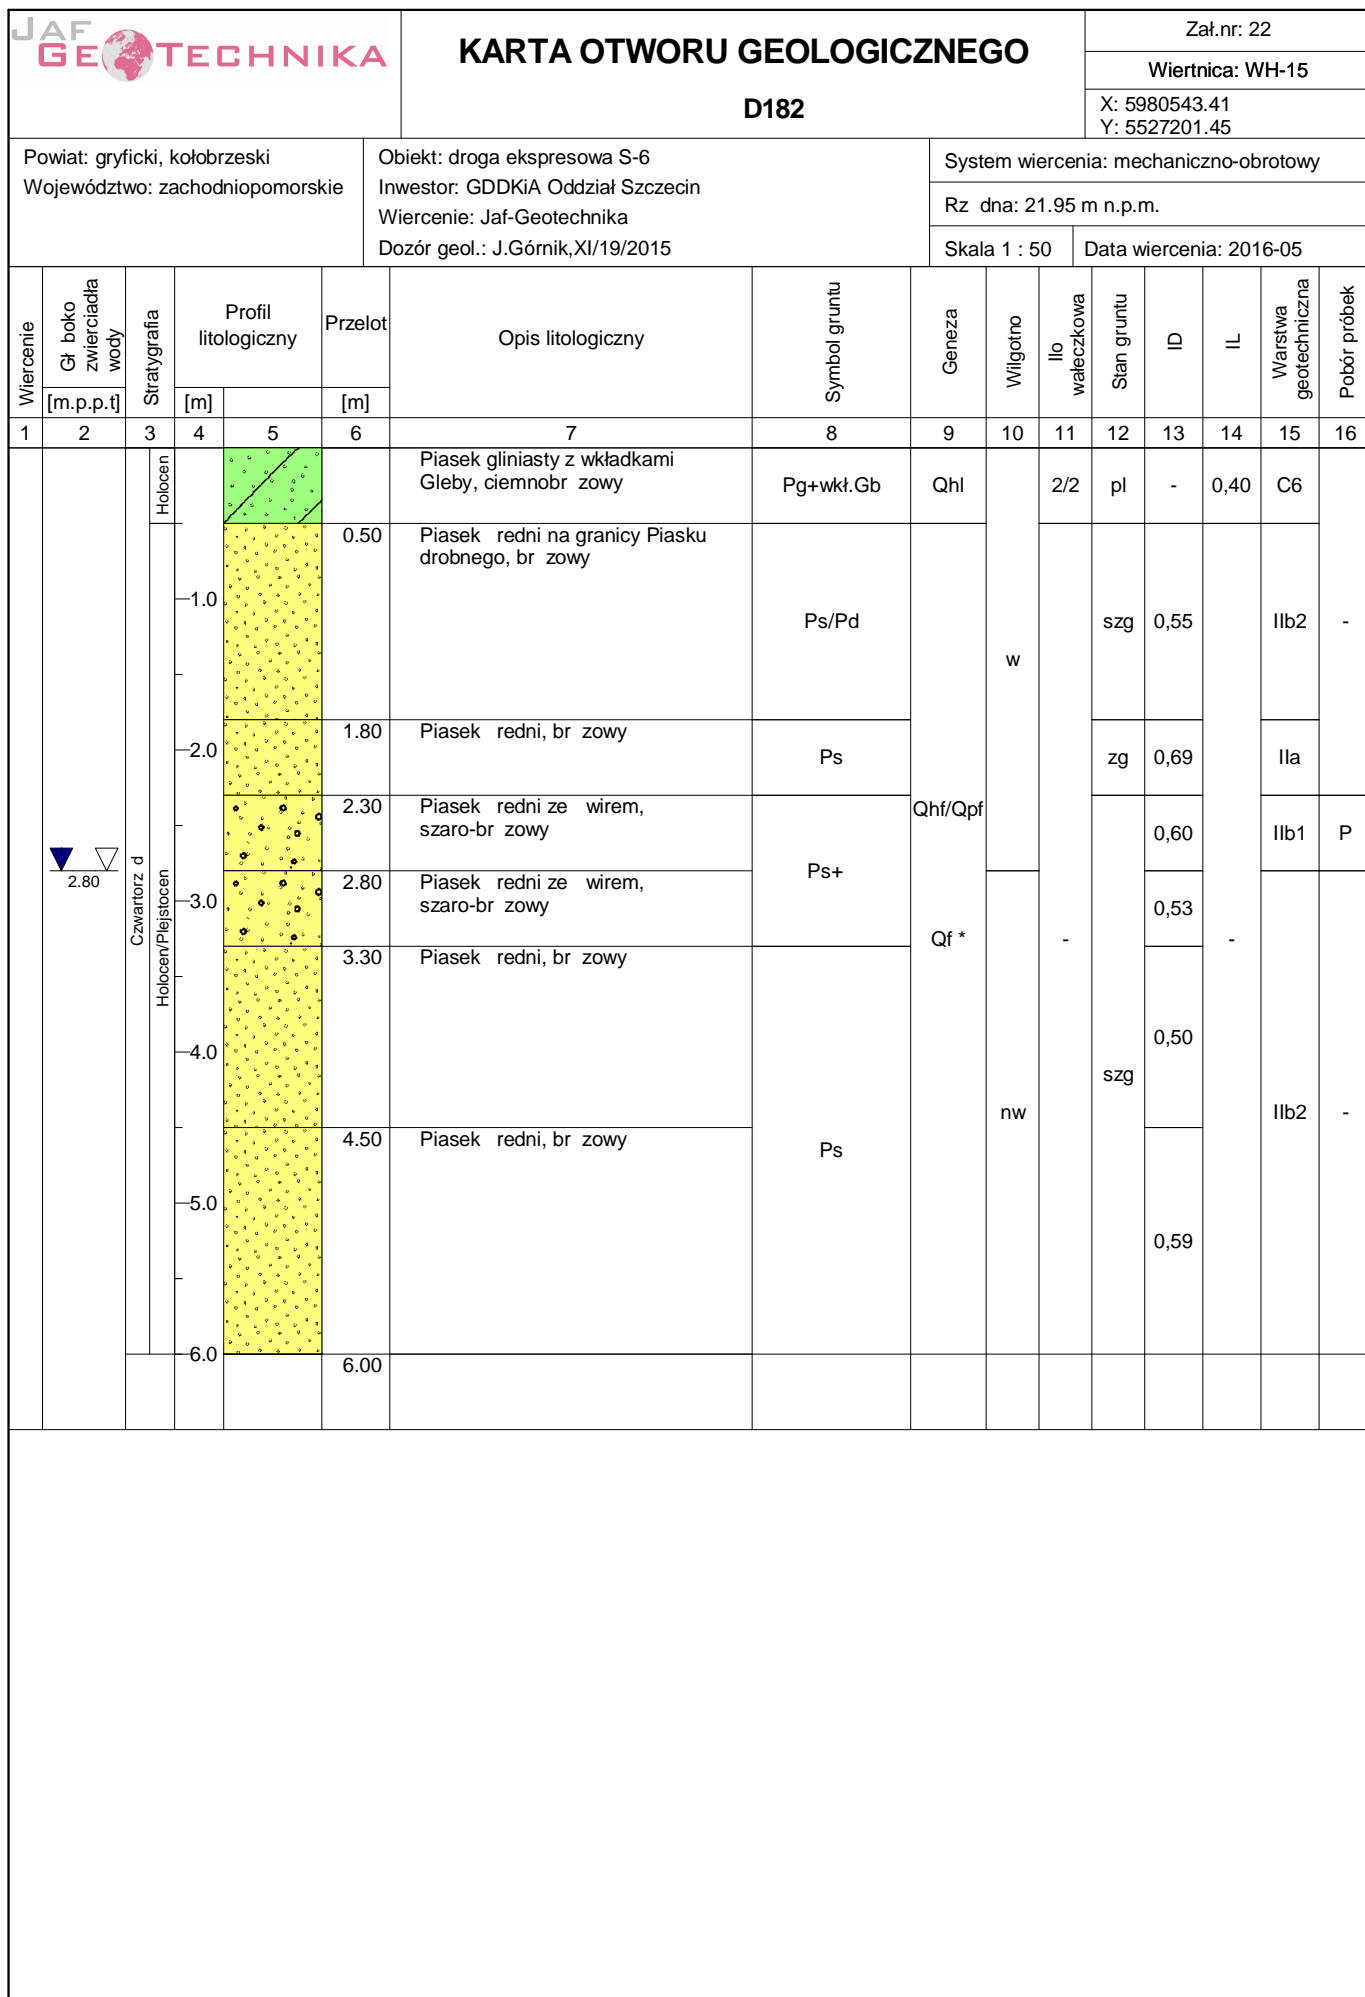 JAF
GEOTECHNIKA
KARTA OTWORU GEOLOGICZNEGO
D182
Zał.nr: 22
Wiertnica: WH-15
X: 5980543.41
Y: 5527201.45
Powiat: gryficki, kołobrzeski
Województwo: zachodniopomorskie
Obiekt: droga ekspresowa S-6
Inwestor: GDDKiA Oddział Szczecin
Wiercenie: Jaf-Geotechnika
Dozór geol.: J.Górnik,XI/19/2015
System wiercenia: mechaniczno-obrotowy
Rz dna: 21.95 m n.p.m.
Skala 1 : 50
Data wiercenia: 2016-05
Wiercenie
Gł boko
zwierciadła
wody
[m.p.p.t]
Stratygrafia
Profil
litologiczny
[m]
Przelot
[m]
Opis litologiczny
Symbol gruntu
Geneza
Wilgotno
Ilo
wałeczkowa
Stan gruntu
ID
IL
Warstwa
geotechniczna
Pobór próbek
1 2 3 4 5 6 7 8 9 10 11 12 13 14 15 16
Holocen
Piasek gliniasty z wkładkami
Gleby, ciemnobr zowy
Pg+wkł.Gb
Qhl
2/2
pl
-
0,40
C6
0.50
Piasek redni na granicy Piasku
drobnego, br zowy
1.0
Ps/Pd
szg
0,55
IIb2
-
w
1.80
Piasek redni, br zowy
2.0
Ps
zg
0,69
IIa
2.30
Piasek redni ze wirem,
szaro-br zowy
Qhf/Qpf
0,60
IIb1
P
2.80
Czwartorz d
Holocen/Plejstocen
2.80
Piasek redni ze wirem,
szaro-br zowy
Ps+
3.0
0,53
Qf *
-
-
3.30
Piasek redni, br zowy
4.0
0,50
szg
nw
IIb2
-
4.50
Piasek redni, br zowy
Ps
5.0
0,59
6.0
6.00